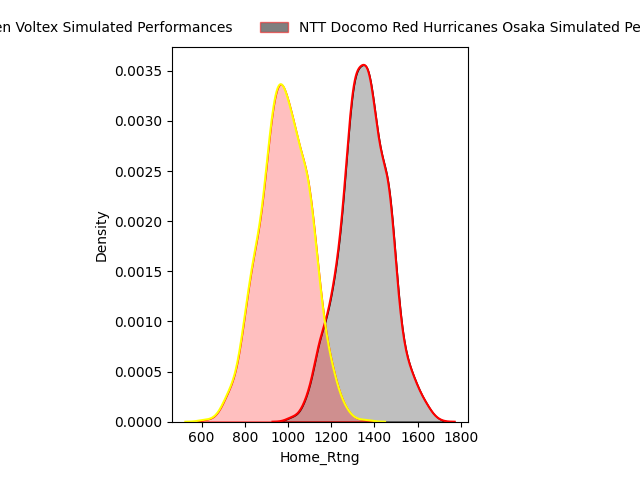 en Voltex Simulated Performances
NTT Docomo Red Hurricanes Osaka Simulated Pe
0.0035
0.0030
0.0025
0.0020
0.0015
0.0010
0.0005
0.0000
Density
600 800 1000 1200 1400 1600 1800
Home_Rtng